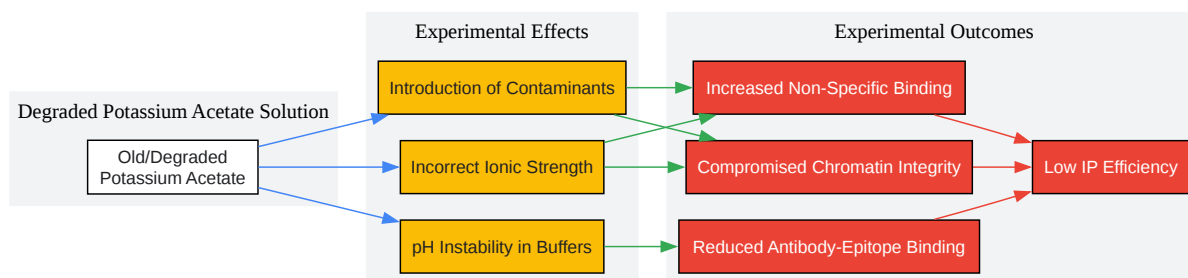 Experimental Effects
Experimental Outcomes
Introduction of Contaminants
Increased Non-Specific Binding
Degraded Potassium Acetate Solution
Old/Degraded
Potassium Acetate
Incorrect Ionic Strength
Compromised Chromatin Integrity
Low IP Efficiency
pH Instability in Buffers
Reduced Antibody-Epitope Binding